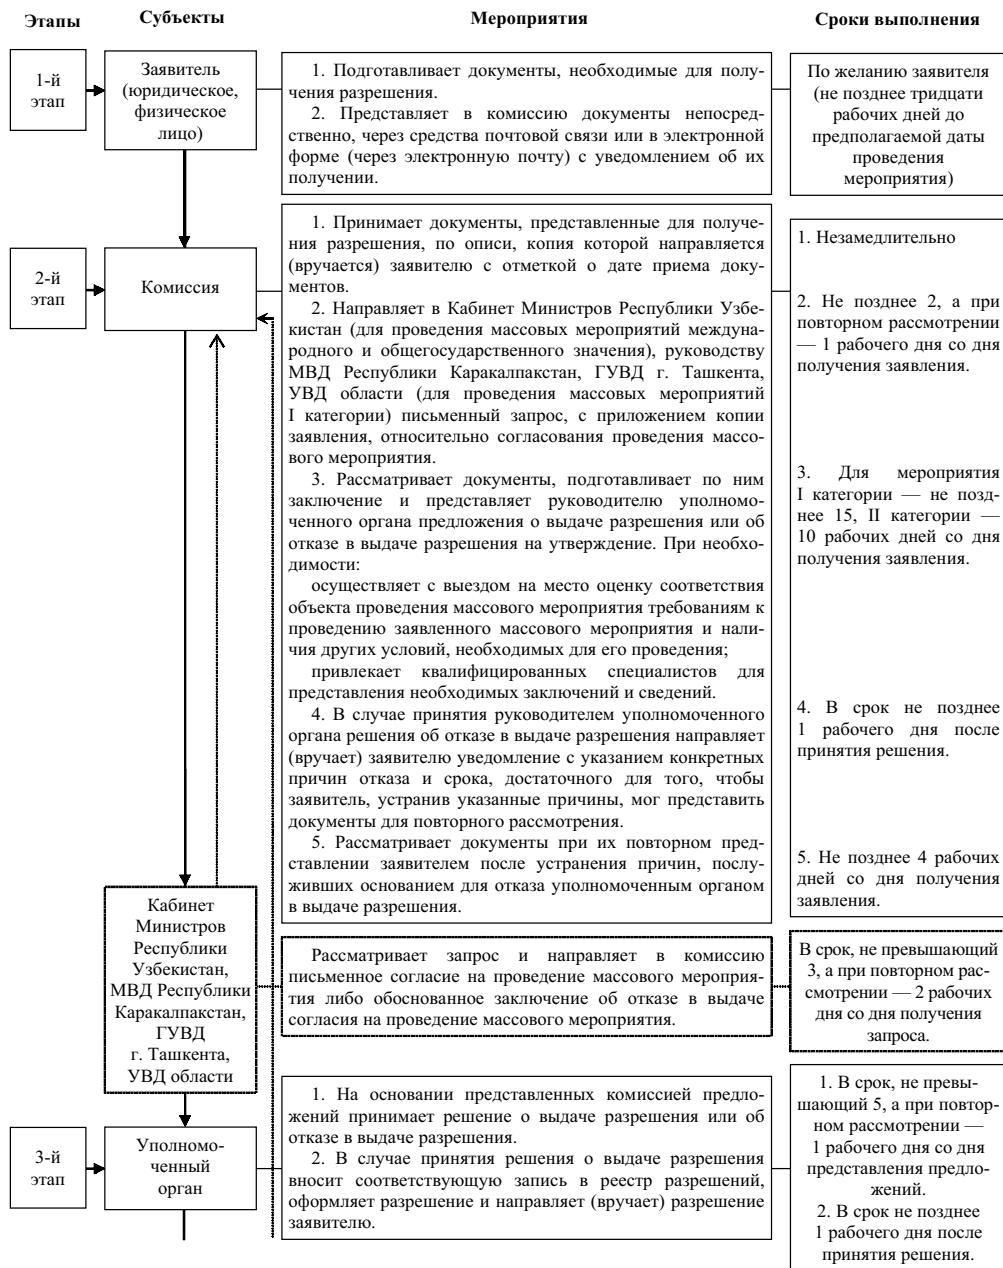 Этапы
Субъекты
Мероприятия
Сроки выполнения
1-й
этап
Заявитель
(юридическое,
физическое
лицо)
1. Подготавливает документы, необходимые для полу-
чения разрешения.
2. Представляет в комиссию документы непосред-
ственно, через средства почтовой связи или в электронной
форме (через электронную почту) с уведомлением об их
получении.
По желанию заявителя
(не позднее тридцати
рабочих дней до
предполагаемой даты
проведения
мероприятия)
2-й
этап
Комиссия
1. Принимает документы, представленные для получе-
ния разрешения, по описи, копия которой направляется
(вручается) заявителю с отметкой о дате приема доку-
ментов.
2. Направляет в Кабинет Министров Республики Узбе-
кистан (для проведения массовых мероприятий междуна-
родного и общегосударственного значения), руководству
МВД Республики Каракалпакстан, ГУВД г. Ташкента,
УВД области (для проведения массовых мероприятий
I категории) письменный запрос, с приложением копии
заявления, относительно согласования проведения массо-
вого мероприятия.
3. Рассматривает документы, подготавливает по ним
заключение и представляет руководителю уполномо-
ченного органа предложения о выдаче разрешения или об
отказе в выдаче разрешения на утверждение. При необхо-
димости:
осуществляет с выездом на место оценку соответствия
объекта проведения массового мероприятия требованиям к
проведению заявленного массового мероприятия и нали-
чия других условий, необходимых для его проведения;
привлекает квалифицированных специалистов для
представления необходимых заключений и сведений.
4. В случае принятия руководителем уполномоченного
органа решения об отказе в выдаче разрешения направляет
(вручает) заявителю уведомление с указанием конкретных
причин отказа и срока, достаточного для того, чтобы
заявитель, устранив указанные причины, мог представить
документы для повторного рассмотрения.
5. Рассматривает документы при их повторном пред-
ставлении заявителем после устранения причин, послу-
живших основанием для отказа уполномоченным органом
в выдаче разрешения.
1. Незамедлительно
2. Не позднее 2, а при
повторном рассмотрении
— 1 рабочего дня со дня
получения заявления.
3. Для мероприятия
I категории — не позд-
нее 15, II категории —
10 рабочих дней со дня
получения заявления.
4. В срок не позднее
1 рабочего дня после
принятия решения.
5. Не позднее 4 рабочих
дней со дня получения
заявления.
Кабинет
Министров
Республики
Узбекистан,
МВД Республики
Каракалпакстан,
ГУВД
г. Ташкента,
УВД области
Рассматривает запрос и направляет в комиссию
письменное согласие на проведение массового мероприя-
тия либо обоснованное заключение об отказе в выдаче
согласия на проведение массового мероприятия.
В срок, не превышающий
3, а при повторном рас-
смотрении — 2 рабочих
дня со дня получения
запроса.
3-й
этап
Уполномо-
ченный
орган
1. На основании представленных комиссией предло-
жений принимает решение о выдаче разрешения или об
отказе в выдаче разрешения.
2. В случае принятия решения о выдаче разрешения
вносит соответствующую запись в реестр разрешений,
оформляет разрешение и направляет (вручает) разрешение
заявителю.
1. В срок, не превы-
шающий 5, а при повтор-
ном рассмотрении —
1 рабочего дня со дня
представления предло-
жений.
2. В срок не позднее
1 рабочего дня после
принятия решения.